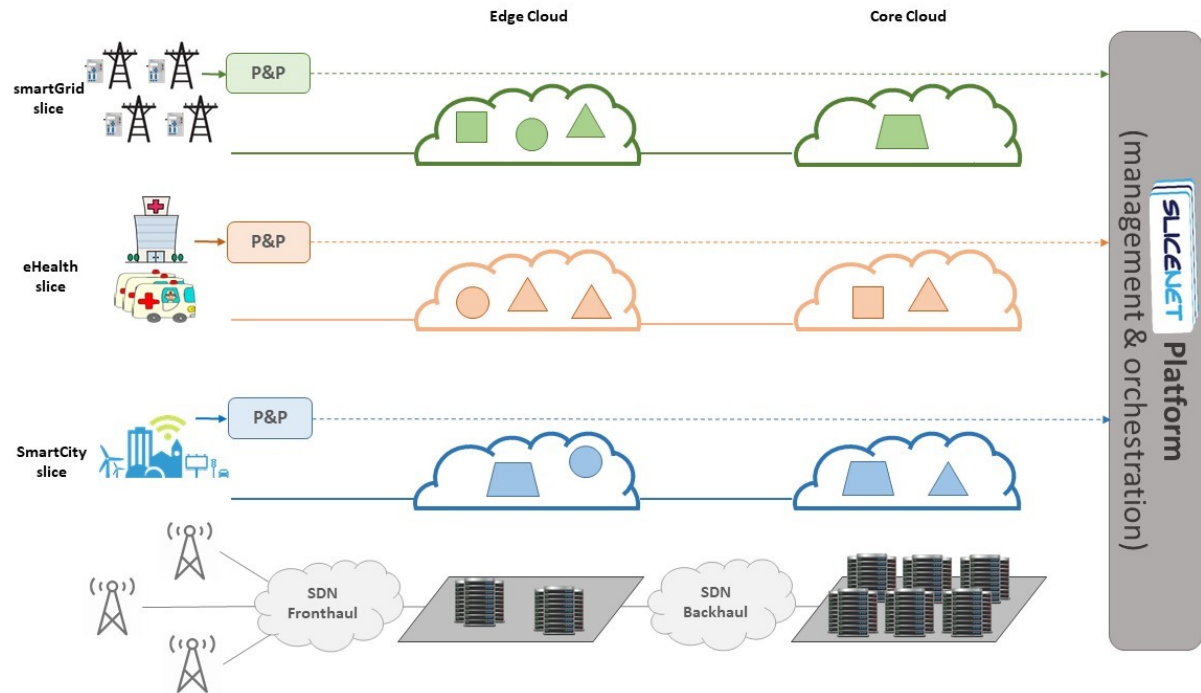 Edge Cloud
Core Cloud
smartGrid
slice
P&P
eHealth
slice
P&P
SmartCity
slice
P&P
SDN
Fronthaul
SDN
Backhaul
SLICENET Platform
(management & orchestration)